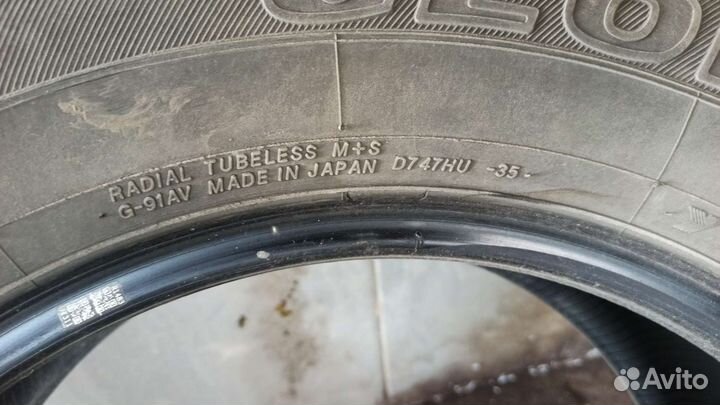 RADIAL TUBELESS M+S
G-91AV MADE IN JAPAN D747HU -35-
Avito